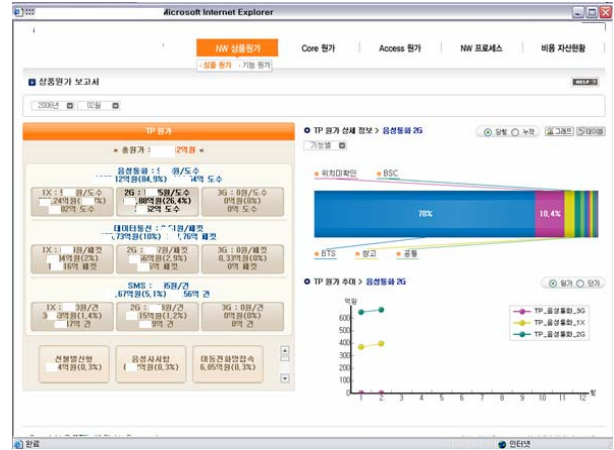 Microsoft Internet Explorer
NW 상품원가 Core 원가 Access 원가 NW 프로세스 비용 자산현황
· 상품 원가 · 기능 원가
상품원가 보고서 HELP
2006년 02월
TP 원가
» 총원가 : 2억원 «
음성통화 : 원/도수
12억원(84.9%) 억 도수
1X : 원/도수
24억원( %)
02억 도수
2G : 5원/도수
88억원(26.4%)
62억 도수
3G : 0원/도수
0억원(0%)
0억 도수
데이터통신 : 51원/패킷
73억원(10%) 7.76억 패킷
1X : 원/패킷
94억원(2%)
16억 패킷
2G : 원/패킷
56억원(2.9%)
억 패킷
3G : 0원/패킷
0.33억원(0%)
0억 패킷
SMS : 35원/건
.67억원(5.1%) 56억 건
1X : 원/건
3 3억원(1.4%)
17억 건
2G : 8원/건
15억원(1.2%)
9억 건
3G : 0원/건
0억원(0%)
0억 건
선불발신형
4억원(0.3%)
음성사서함
억원(0.3%)
이동전화망접속
6.05억원(0.3%)
TP 원가 상세 정보 > 음성통화 2G 당월 누적 그래프 테이블
기능별
위치미확인 BSC
78% 10.4%
BTS 창고 공통
TP 원가 추이 > 음성통화 2G 열기 닫기
억원
600
500
400
300
200
100
0
1 2 3 4 5 6 7 8 9 10 11 12 월
TP_음성통화_3G
TP_음성통화_1X
TP_음성통화_2G
완료 인터넷